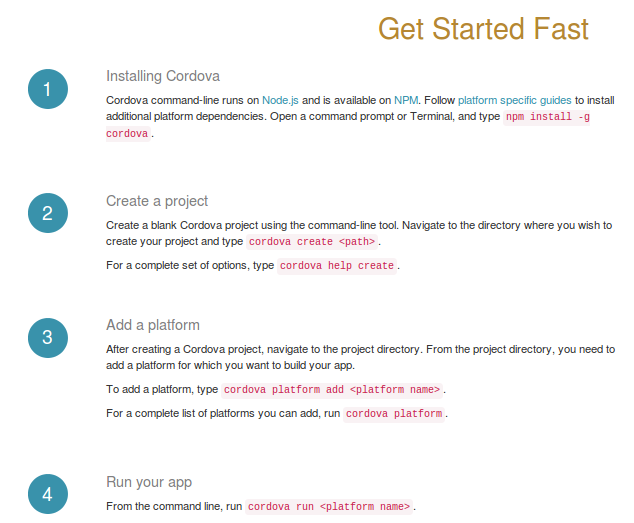 Get Started Fast
1
Installing Cordova
Cordova command-line runs on Node.js and is available on NPM. Follow platform specific guides to install
additional platform dependencies. Open a command prompt or Terminal, and type npm install -g
cordova .
2
Create a project
Create a blank Cordova project using the command-line tool. Navigate to the directory where you wish to
create your project and type cordova create <path> .
For a complete set of options, type cordova help create .
3
Add a platform
After creating a Cordova project, navigate to the project directory. From the project directory, you need to
add a platform for which you want to build your app.
To add a platform, type cordova platform add <platform name> .
For a complete list of platforms you can add, run cordova platform .
4
Run your app
From the command line, run cordova run <platform name> .